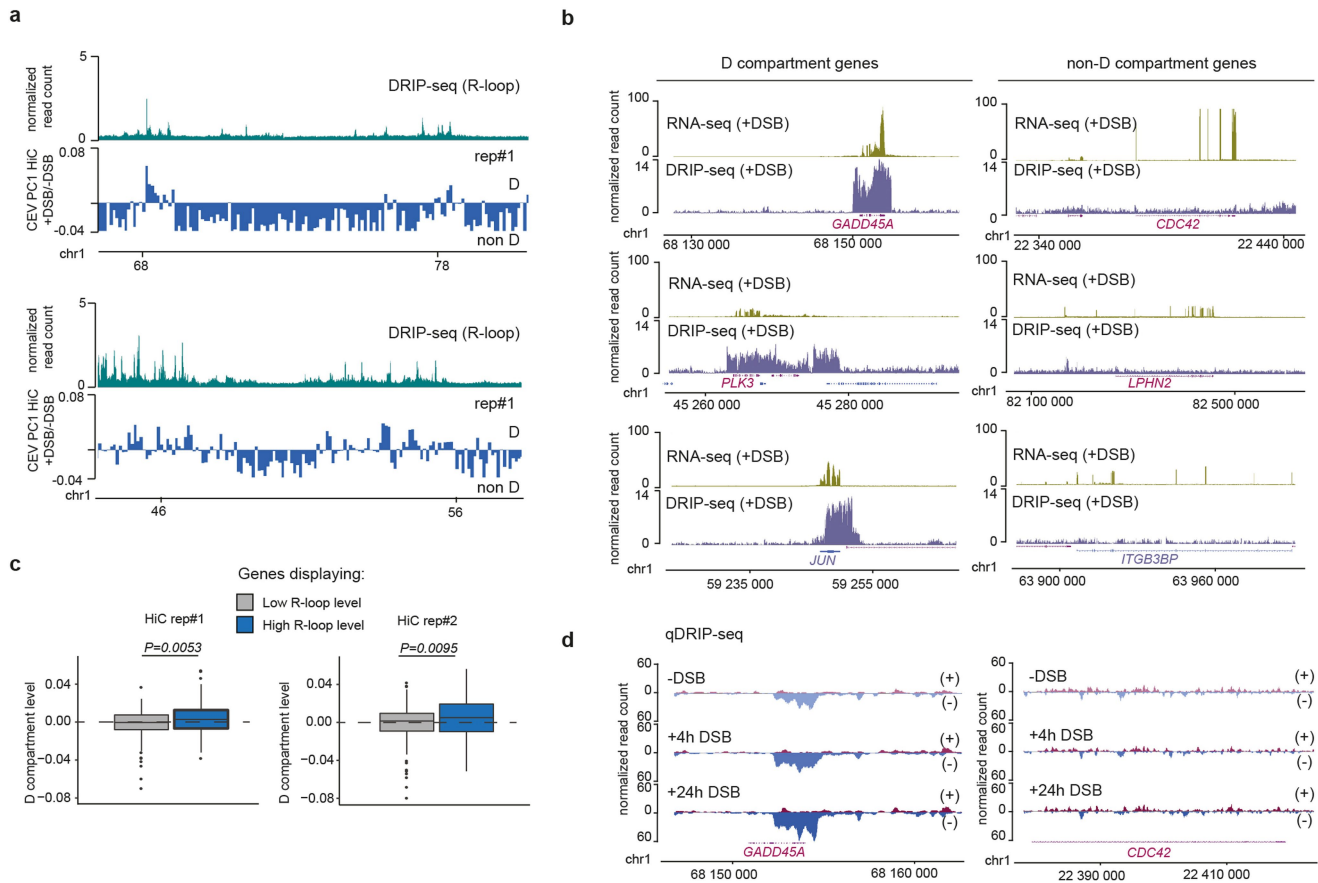 a
5
normalized
read count
DRIP-seq (R-loop)
0
0.08
CEV PC1 HiC
+DSB/-DSB
rep#1
D
-0.04
non D
chr1
68
78
5
normalized
read count
DRIP-seq (R-loop)
0
0.08
CEV PC1 HiC
+DSB/-DSB
rep#1
D
-0.04
non D
chr1
46
56
b
D compartment genes
non-D compartment genes
normalized read count
100
RNA-seq (+DSB)
0
14
DRIP-seq (+DSB)
0
GADD45A
chr1
68 130 000
68 150 000
100
RNA-seq (+DSB)
0
14
DRIP-seq (+DSB)
0
CDC42
22 340 000
22 440 000
normalized read count
100
RNA-seq (+DSB)
0
14
DRIP-seq (+DSB)
0
PLK3
chr1
45 260 000
45 280 000
100
RNA-seq (+DSB)
0
14
DRIP-seq (+DSB)
0
LPHN2
82 100 000
82 500 000
normalized read count
100
RNA-seq (+DSB)
0
14
DRIP-seq (+DSB)
0
JUN
chr1
59 235 000
59 255 000
100
RNA-seq (+DSB)
0
14
DRIP-seq (+DSB)
0
ITGB3BP
chr1
63 900 000
63 960 000
c
Genes displaying:
Low R-loop level
High R-loop level
HiC rep#1
P=0.0053
D compartment level
0.04
0.00
−0.04
−0.08
HiC rep#2
P=0.0095
D compartment level
0.04
0.00
−0.04
−0.08
d
qDRIP-seq
normalized read count
60
-DSB
(+)
0
(-)
60
60
+4h DSB
(+)
0
(-)
60
60
+24h DSB
(+)
0
(-)
60
GADD45A
chr1
68 150 000
68 160 000
normalized read count
60
-DSB
(+)
0
(-)
60
60
+4h DSB
(+)
0
(-)
60
60
+24h DSB
(+)
0
(-)
60
CDC42
chr1
22 390 000
22 410 000